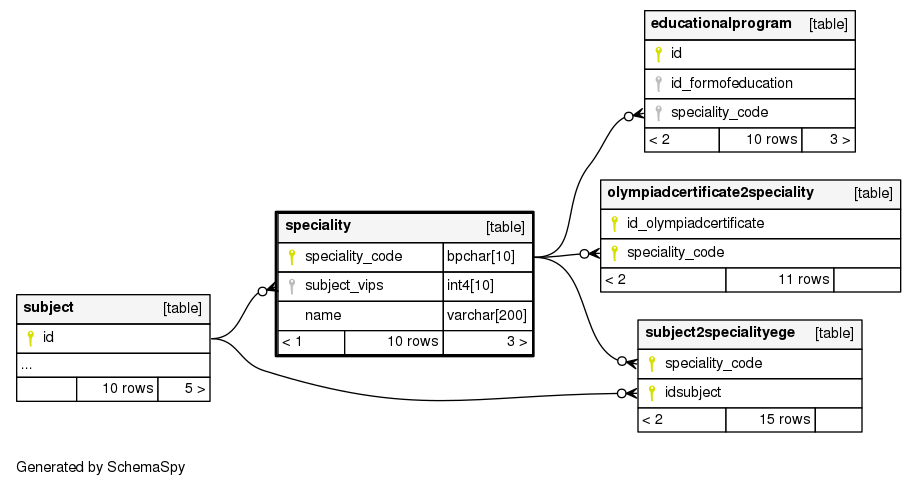 educationalprogram [table]
id
id_formofeducation
speciality_code
< 2 10 rows 3 >
olympiadcertificate2speciality [table]
id_olympiadcertificate
speciality_code
< 2 11 rows
speciality [table]
speciality_code bpchar[10]
subject_vips int4[10]
name varchar[200]
< 1 10 rows 3 >
subject [table]
id
...
10 rows 5 >
subject2specialityege [table]
speciality_code
idsubject
< 2 15 rows
Generated by SchemaSpy